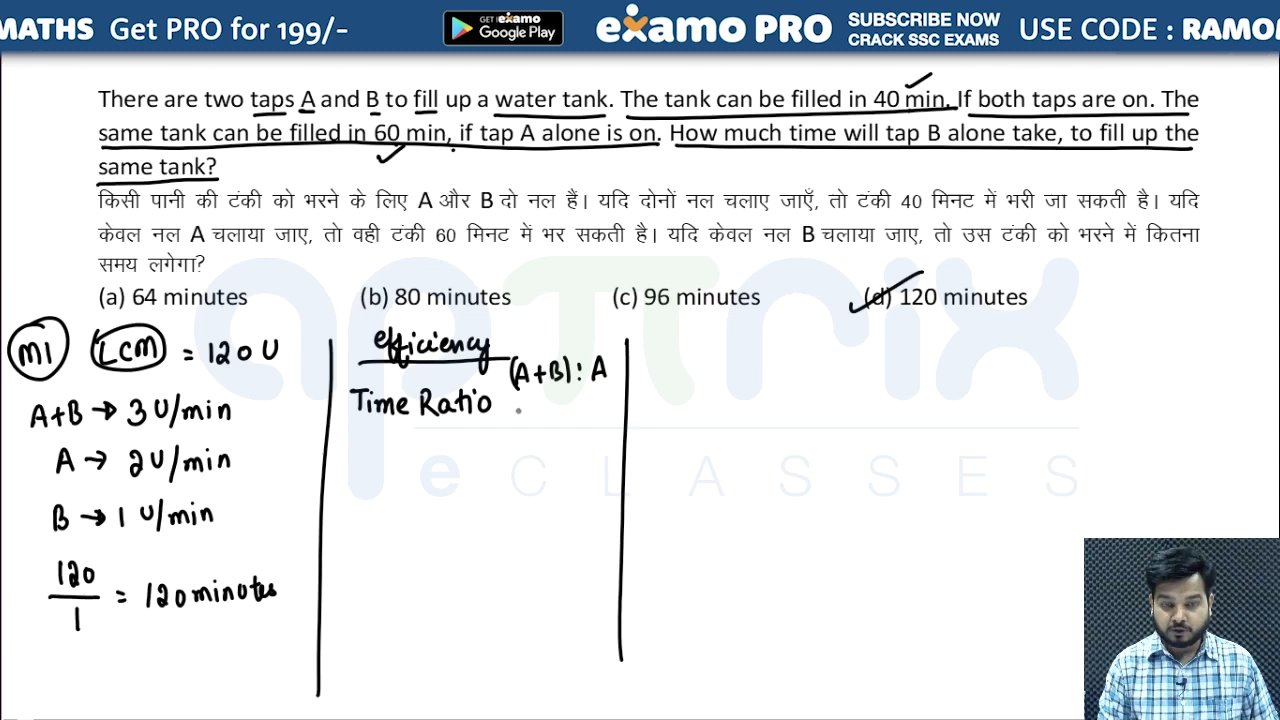 MATHS Get PRO for 199/-
GET IT ON examo
Google Play
examo PRO
SUBSCRIBE NOW
CRACK SSC EXAMS
USE CODE : RAMO
There are two taps A and B to fill up a water tank. The tank can be filled in 40 min. If both taps are on. The
same tank can be filled in 60 min, if tap A alone is on. How much time will tap B alone take, to fill up the
same tank?
किसी पानी की टंकी को भरने के लिए A और B दो नल हैं। यदि दोनों नल चलाए जाएँ, तो टंकी 40 मिनट में भरी जा सकती है। यदि
केवल नल A चलाया जाए, तो वही टंकी 60 मिनट में भर सकती है। यदि केवल नल B चलाया जाए, तो उस टंकी को भरने में कितना
समय लगेगा?
(a) 64 minutes (b) 80 minutes (c) 96 minutes (d) 120 minutes
M1 LCM = 120 U
A+B → 3 U/min
A → 2U/min
B → 1 U/min
120
1
= 120 minutes
efficiency
(A+B) : A
Time Ratio
aptrix
e CLASSES